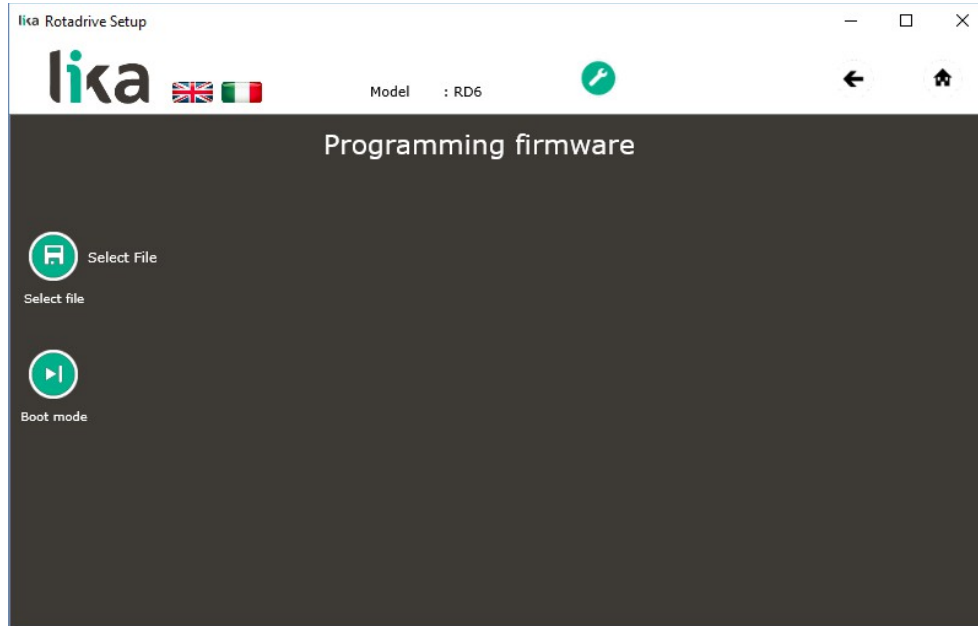 lika Rotadrive Setup
lika
Model : RD6
Programming firmware
Select File
Select file
Boot mode